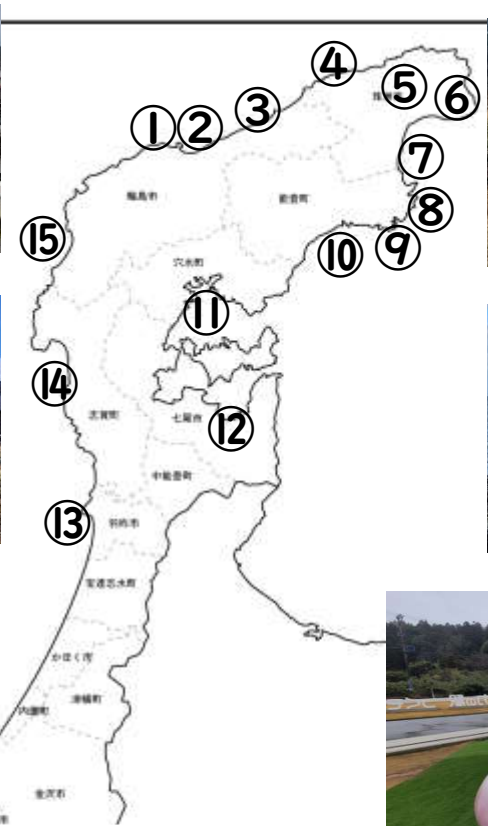 ④
⑤
⑥
③
①
②
⑦
輪島市
能登町
⑧
⑮
⑨
⑩
穴水町
⑪
⑭
志賀町
七尾市
⑫
中能登町
⑬
羽咋市
宝達志水町
かほく市
津幡町
内灘町
金沢市